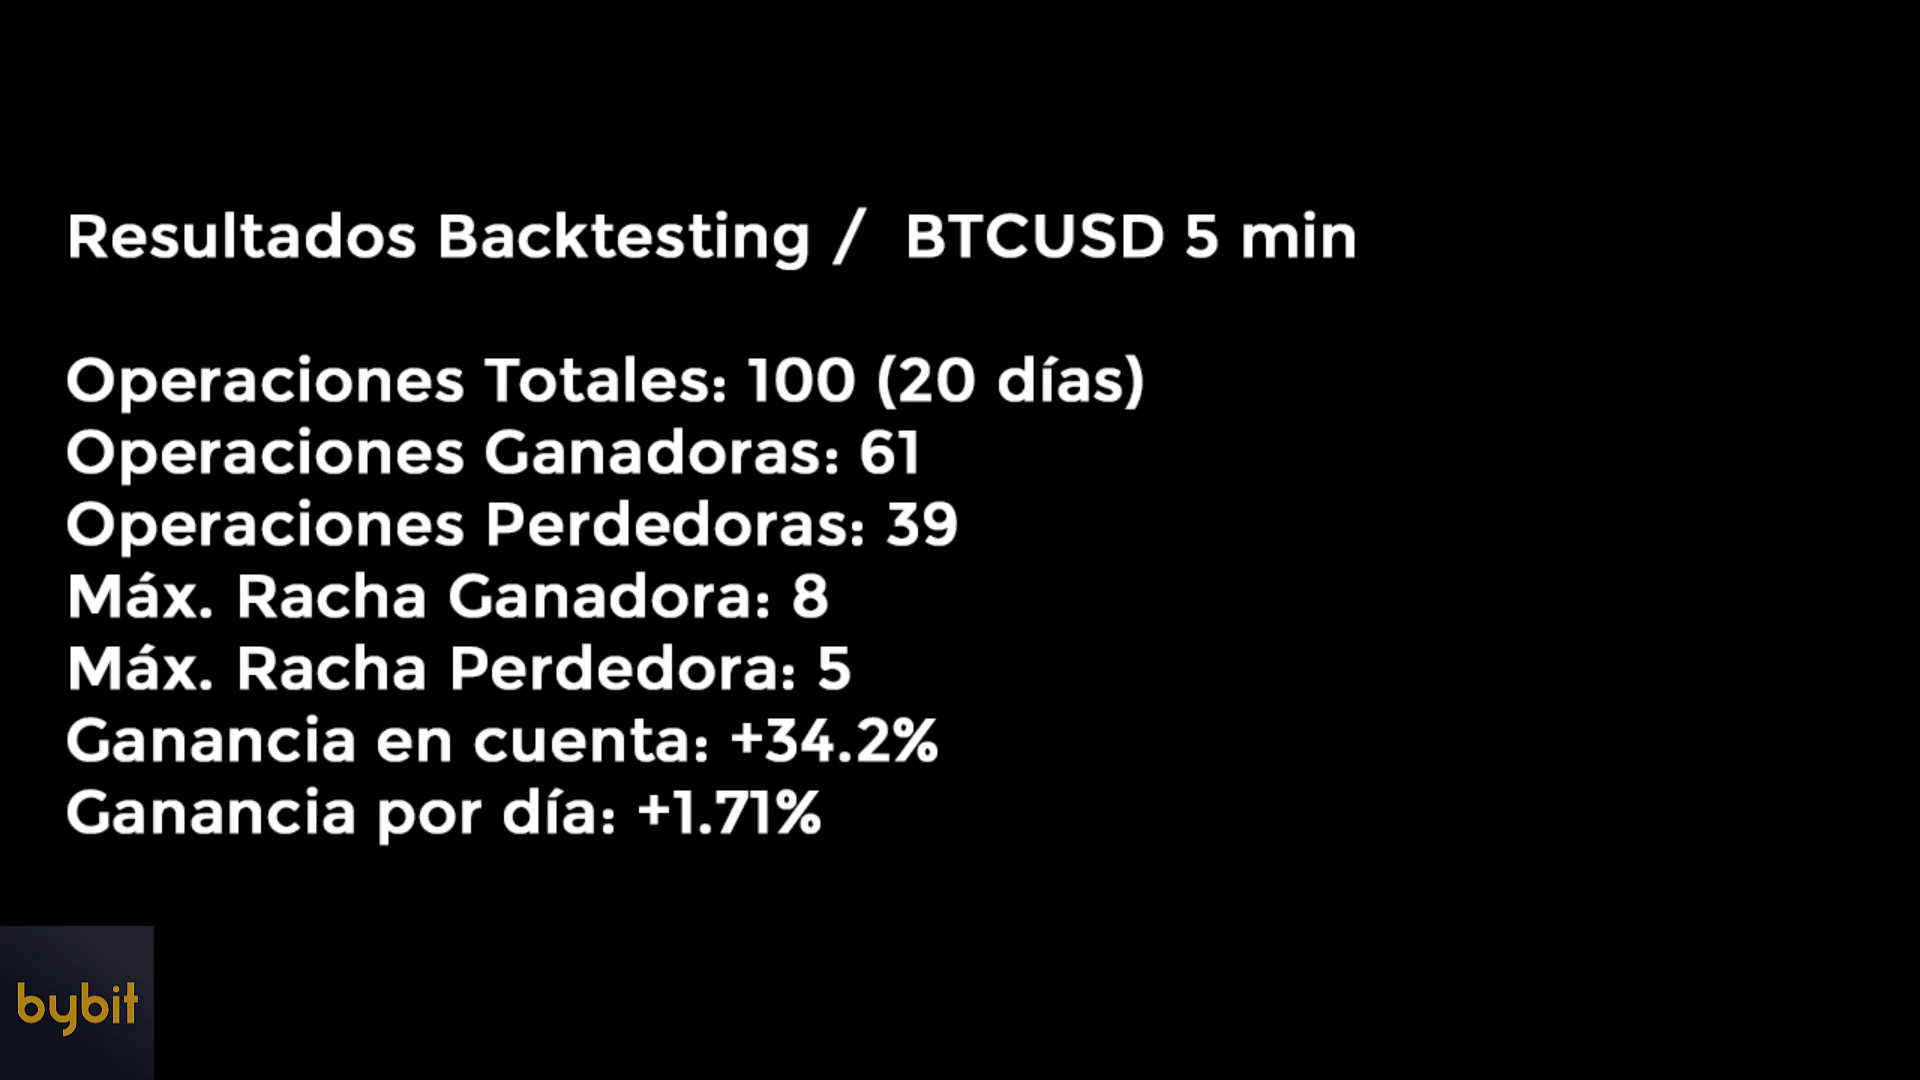 Resultados Backtesting / BTCUSD 5 min
Operaciones Totales: 100 (20 días)
Operaciones Ganadoras: 61
Operaciones Perdedoras: 39
Máx. Racha Ganadora: 8
Máx. Racha Perdedora: 5
Ganancia en cuenta: +34.2%
Ganancia por día: +1.71%
bybit